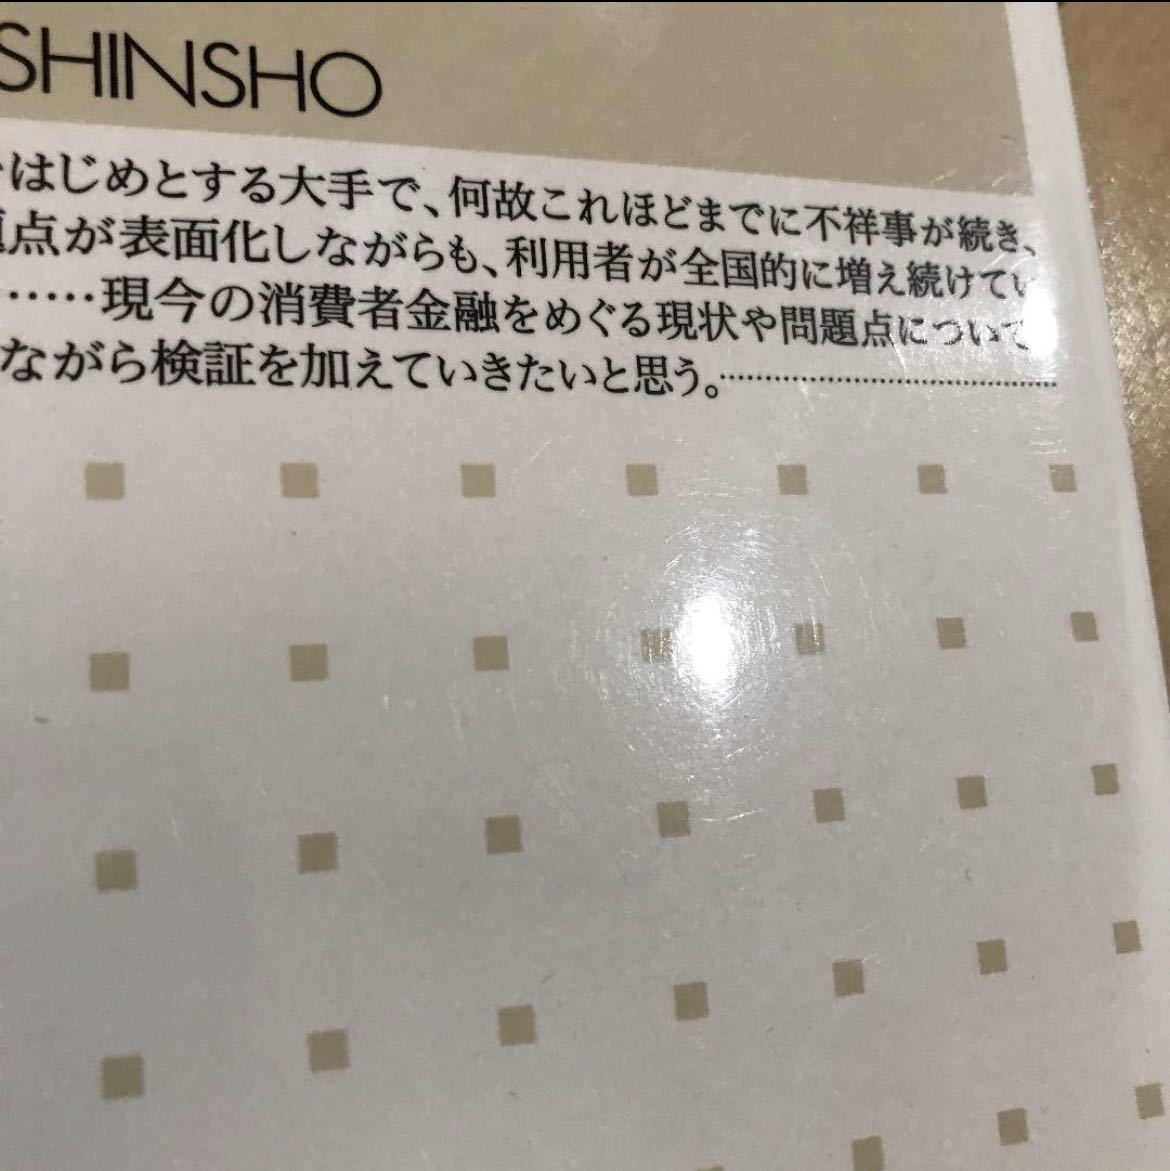 SHINSHO
をはじめとする大手で、何故これほどまでに不祥事が続き、
題点が表面化しながらも、利用者が全国的に増え続けてい
……現今の消費者金融をめぐる現状や問題点について
ながら検証を加えていきたいと思う。